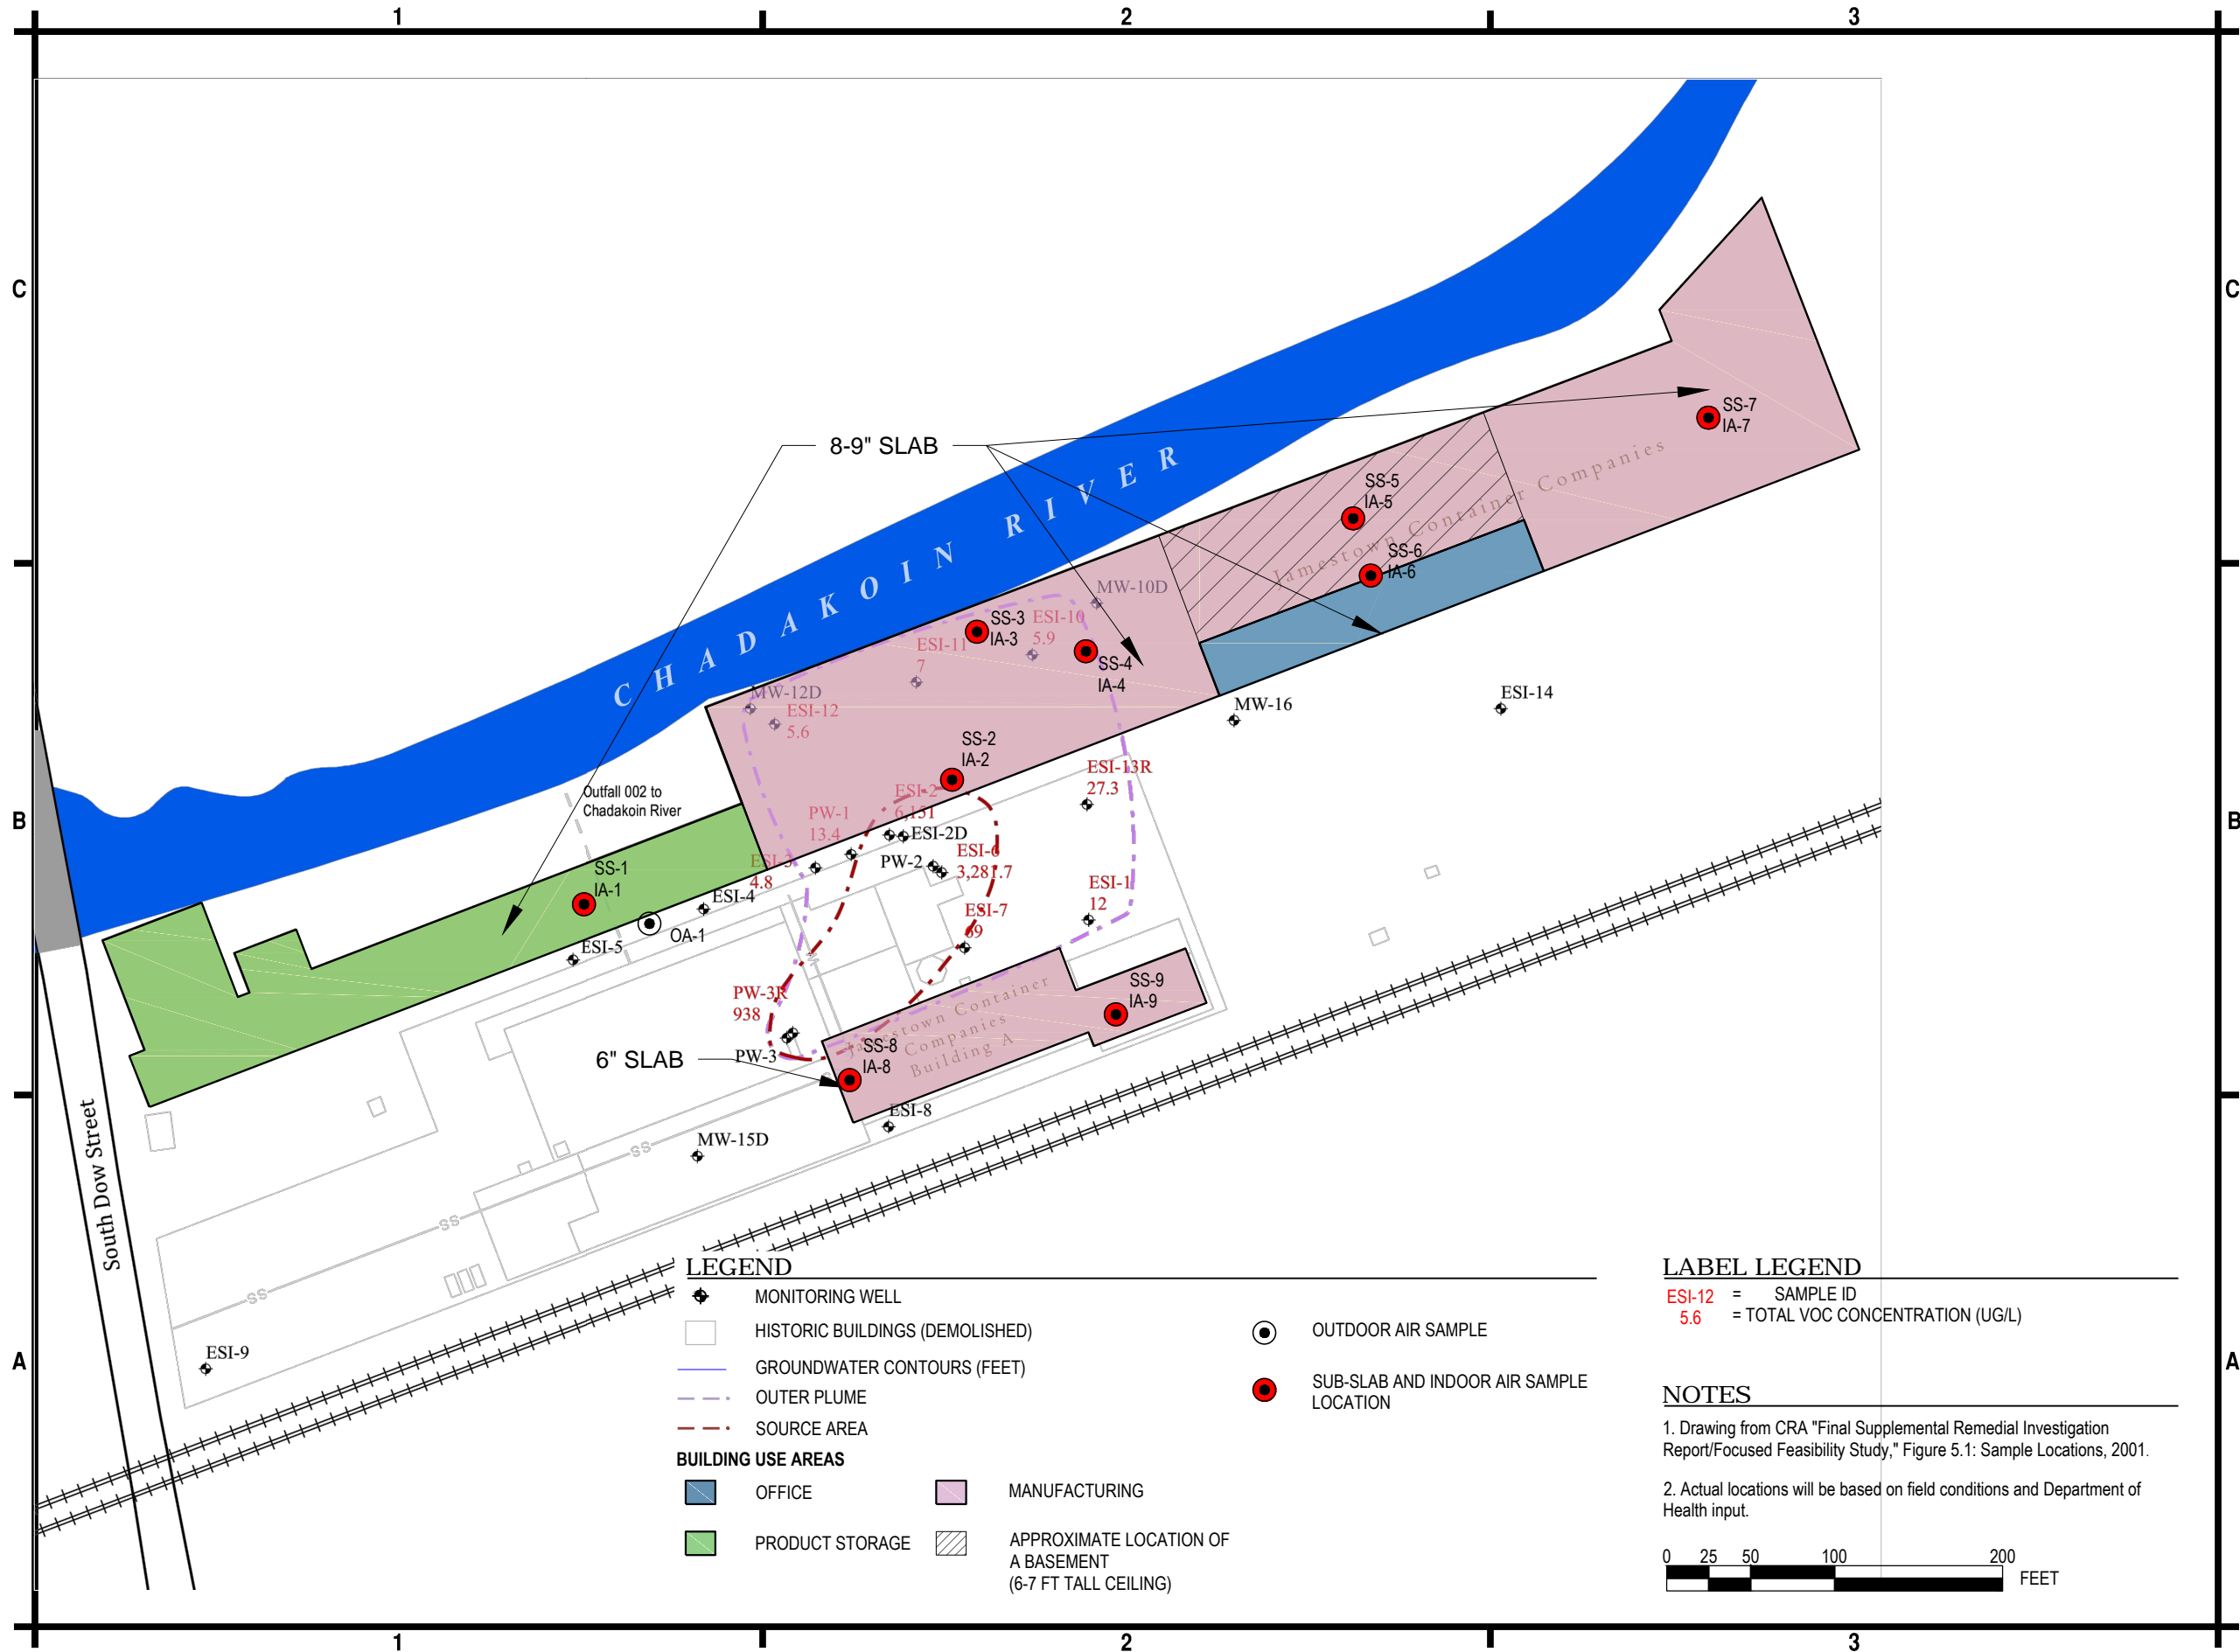 1
2
3
C
C
8-9" SLAB
CHADAKOIN RIVER
SS-7
IA-7
SS-5
IA-5
Jamestown Container Companies
SS-6
IA-6
MW-10D
SS-3
IA-3
ESI-10
5.9
ESI-11
7
SS-4
IA-4
MW-12D
ESI-12
5.6
MW-16
ESI-14
SS-2
IA-2
ESI-13R
27.3
Outfall 002 to
Chadakoin River
ESI-2
6,151
PW-1
13.4
B
B
ESI-2D
PW-2
ESI-6
3,281.7
ESI-3
4.8
SS-1
IA-1
ESI-4
ESI-1
12
ESI-7
69
OA-1
ESI-5
PW-3R
938
SS-9
IA-9
Jamestown Container
Companies
Building A
PW-3
6" SLAB
SS-8
IA-8
ESI-8
MW-15D
SS
SS
SS
South Dow Street
ESI-9
A
A
LEGEND
MONITORING WELL
HISTORIC BUILDINGS (DEMOLISHED)
GROUNDWATER CONTOURS (FEET)
OUTER PLUME
SOURCE AREA
OUTDOOR AIR SAMPLE
SUB-SLAB AND INDOOR AIR SAMPLE
LOCATION
BUILDING USE AREAS
OFFICE
MANUFACTURING
PRODUCT STORAGE
APPROXIMATE LOCATION OF
A BASEMENT
(6-7 FT TALL CEILING)
LABEL LEGEND
ESI-12 = SAMPLE ID
5.6 = TOTAL VOC CONCENTRATION (UG/L)
NOTES
1. Drawing from CRA "Final Supplemental Remedial Investigation
Report/Focused Feasibility Study," Figure 5.1: Sample Locations, 2001.
2. Actual locations will be based on field conditions and Department of
Health input.
0 25 50 100 200
FEET
1
2
3